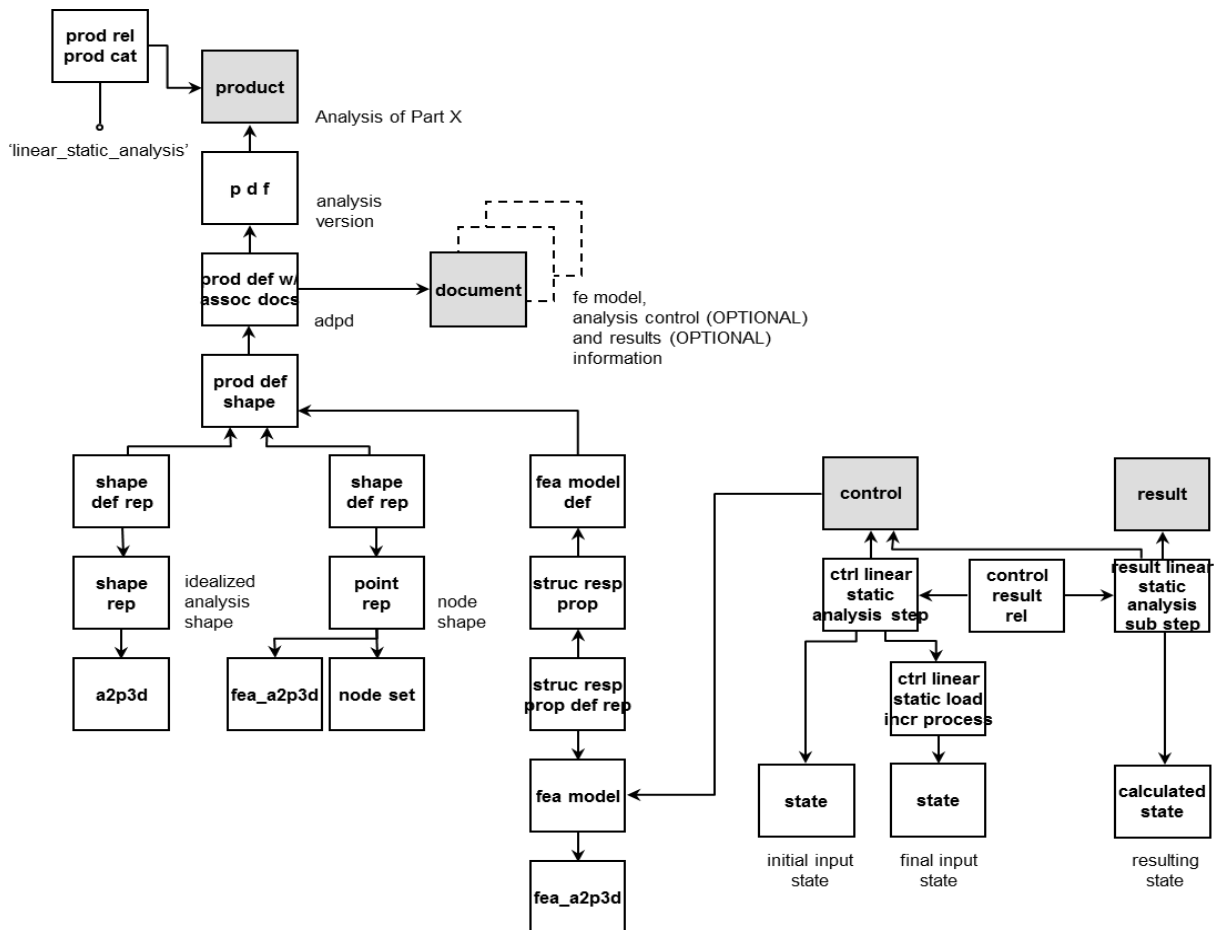 prod rel
prod cat
product
Analysis of Part X
'linear_static_analysis'
p d f
analysis
version
prod def w/
assoc docs
document
adpd
fe model,
analysis control (OPTIONAL)
and results (OPTIONAL)
information
prod def
shape
shape
def rep
shape
def rep
fea model
def
control
result
shape
rep
idealized
analysis
shape
point
rep
node
shape
struc resp
prop
ctrl linear
static
analysis step
control
result
rel
result linear
static
analysis
sub step
a2p3d
fea_a2p3d
node set
struc resp
prop def rep
ctrl linear
static load
incr process
fea model
state
state
calculated
state
initial input
state
final input
state
resulting
state
fea_a2p3d